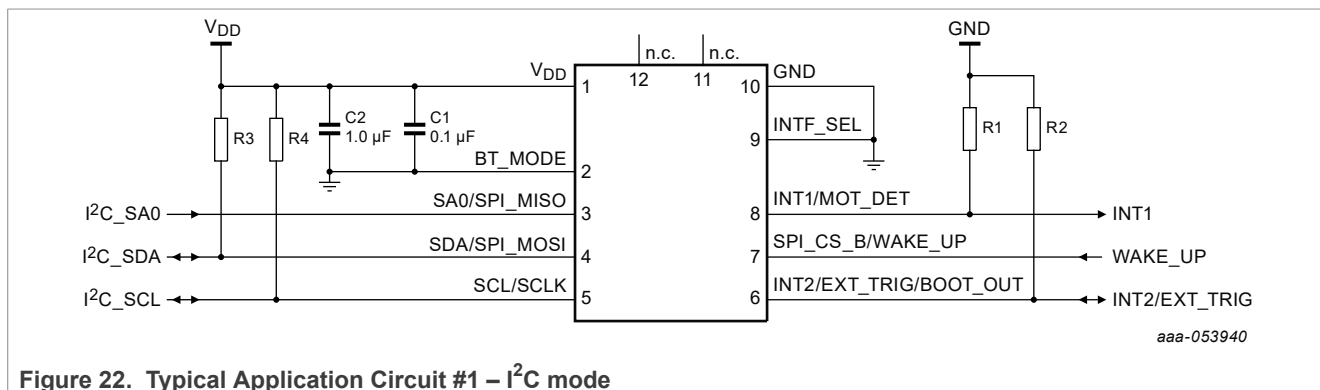 VDD
GND
n.c.
n.c.
VDD
12
11
GND
1
10
R3
R4
C2
1.0 µF
C1
0.1 µF
INTF_SEL
9
R1
R2
BT_MODE
2
SA0/SPI_MISO
INT1/MOT_DET
I²C_SA0
3
8
INT1
SDA/SPI_MOSI
SPI_CS_B/WAKE_UP
I²C_SDA
4
7
WAKE_UP
SCL/SCLK
INT2/EXT_TRIG/BOOT_OUT
I²C_SCL
5
6
INT2/EXT_TRIG
aaa-053940
Figure 22. Typical Application Circuit #1 – I²C mode